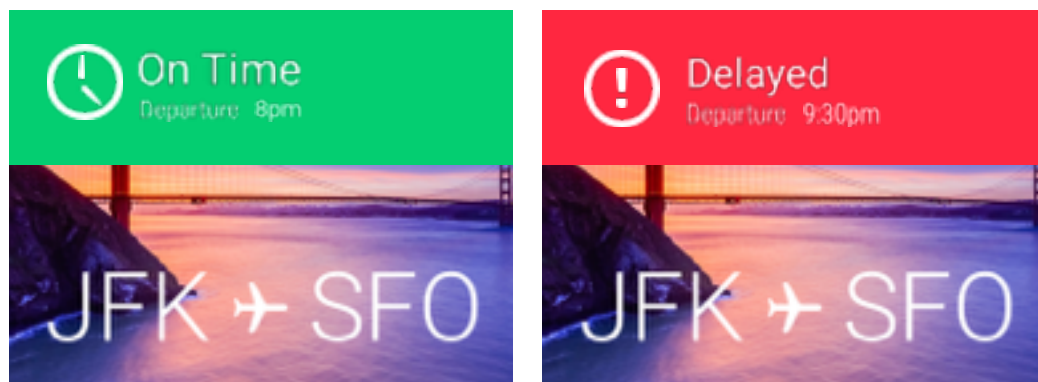 On Time
Departure 8pm
JFK SFO
Delayed
Departure 9:30pm
JFK SFO